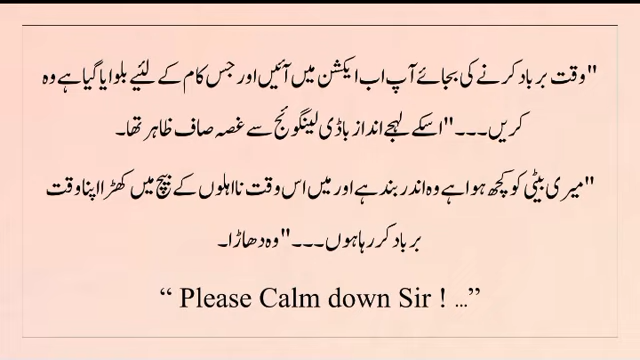 "وقت برباد کرنے کی بجائے آپ اب ایکشن میں آئیں اور جس کام کے لئیے بلوایا گیا ہے وہ
کریں۔۔۔" اسکے لہجے انداز باڈی لینگوئج سے غصہ صاف ظاہر تھا۔
"میری بیٹی کو کچھ ہوا ہے وہ اندر بند ہے اور میں اس وقت نااہلوں کے بیچ میں کھڑا اپنا وقت
برباد کر رہا ہوں۔۔۔" وہ دھاڑا۔
“ Please Calm down Sir ! ...”